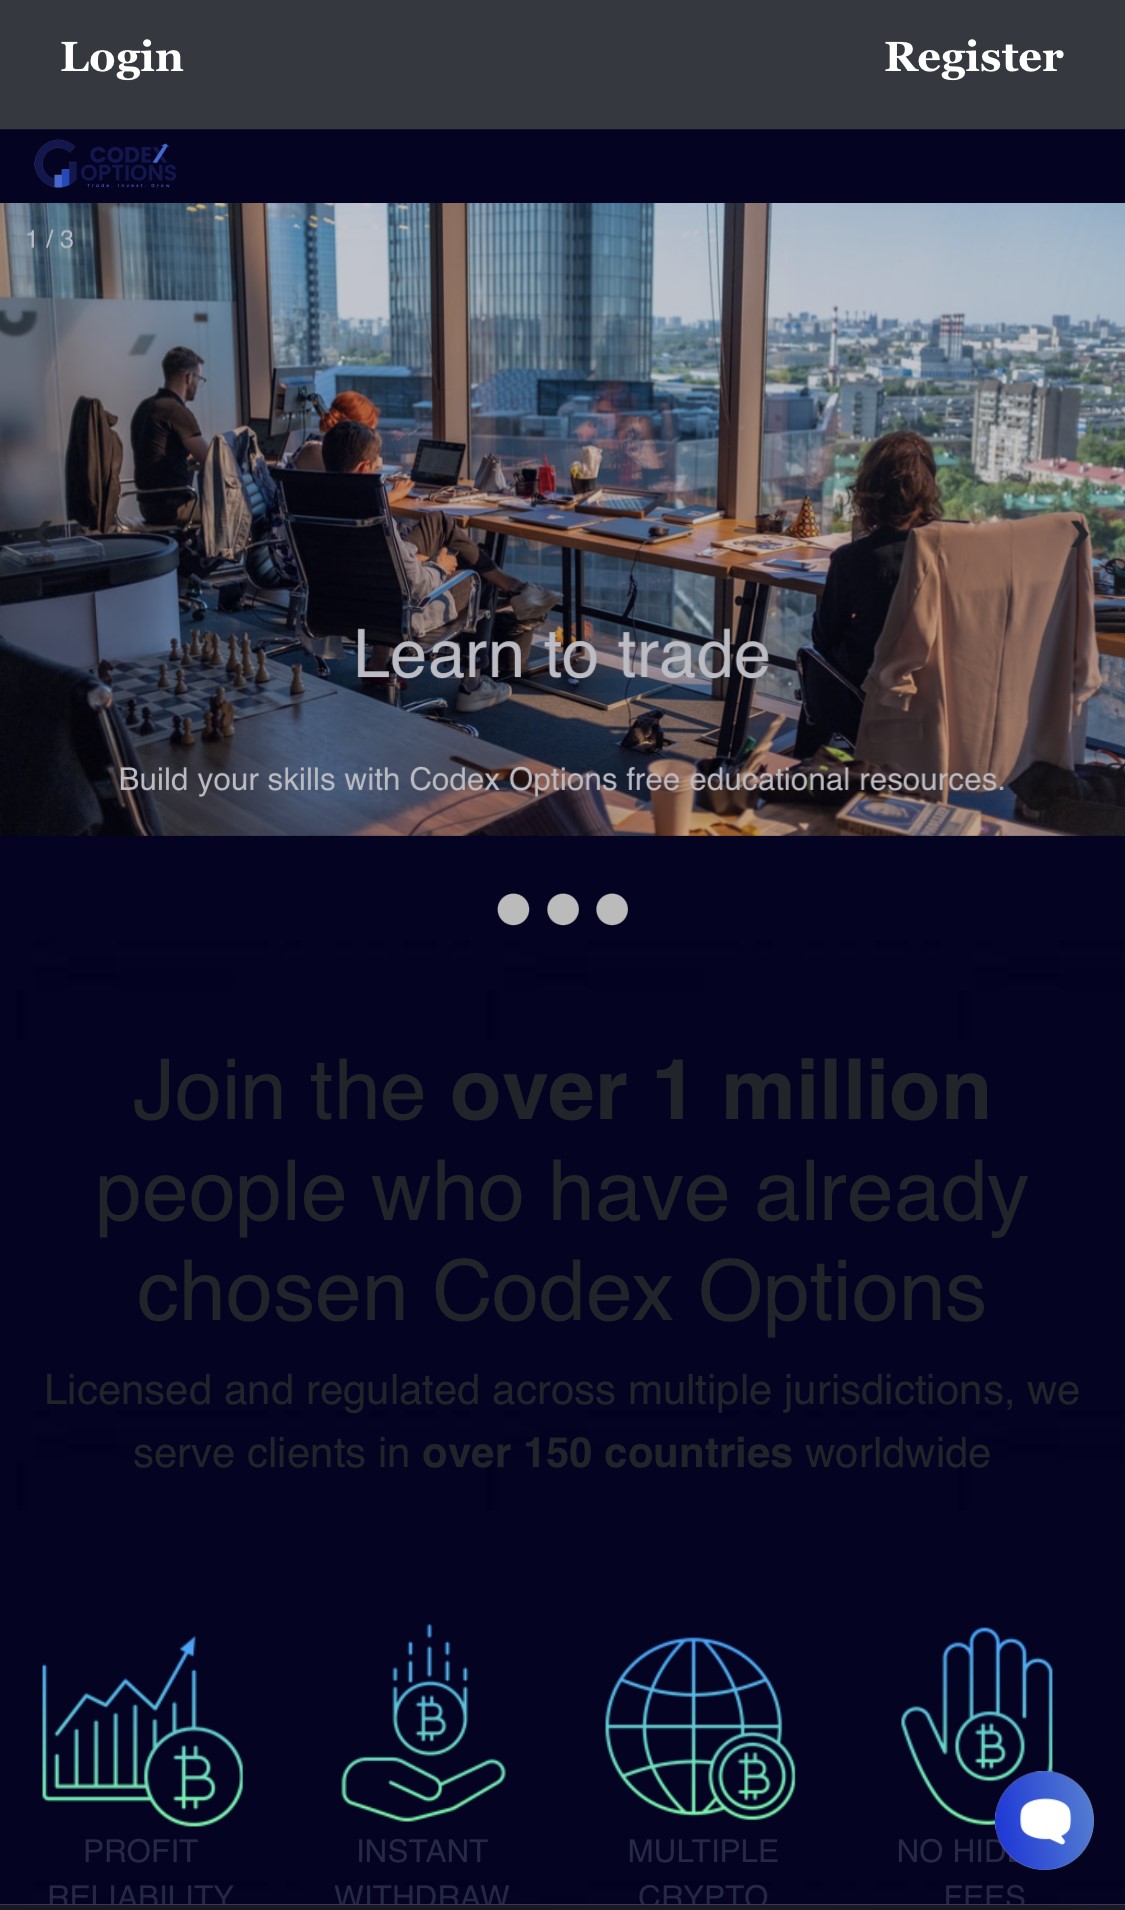 Login
Register
CODEX
OPTIONS
Trade. Invest. Grow
1 / 3
Learn to trade
Build your skills with Codex Options free educational resources.
Join the over 1 million
people who have already
chosen Codex Options
Licensed and regulated across multiple jurisdictions, we
serve clients in over 150 countries worldwide
PROFIT
RELIABILITY
INSTANT
WITHDRAW
MULTIPLE
CRYPTO
NO HID
FEES